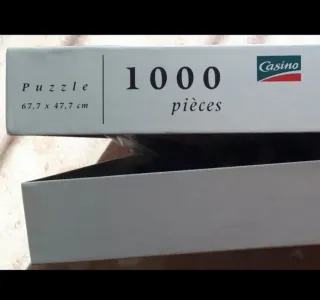 Puzzle
67,7 x 47,7 cm
1000
pièces
Casino